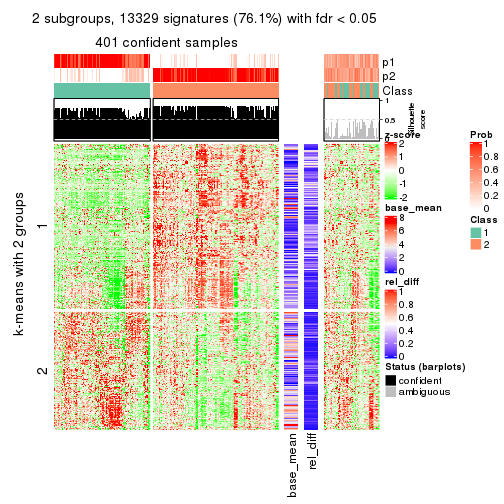 2 subgroups, 13329 signatures (76.1%) with fdr < 0.05
401 confident samples
p1
p2
Class
1
0.5
0
Silhouette
score
k-means with 2 groups
1
2
z-score
2
1
0
-1
-2
base_mean
8
6
4
2
0
rel_diff
1
0.8
0.6
0.4
0.2
0
Status (barplots)
confident
ambiguous
Prob
1
0.8
0.6
0.4
0.2
0
Class
1
2
base_mean
rel_diff